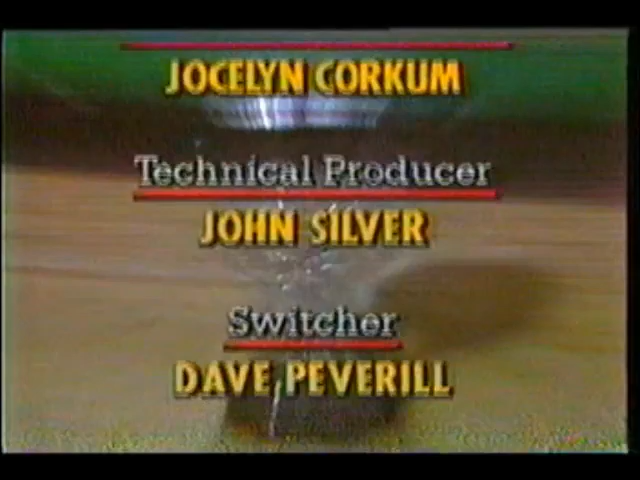 JOCELYN CORKUM
Technical Producer
JOHN SILVER
Switcher
DAVE PEVERILL